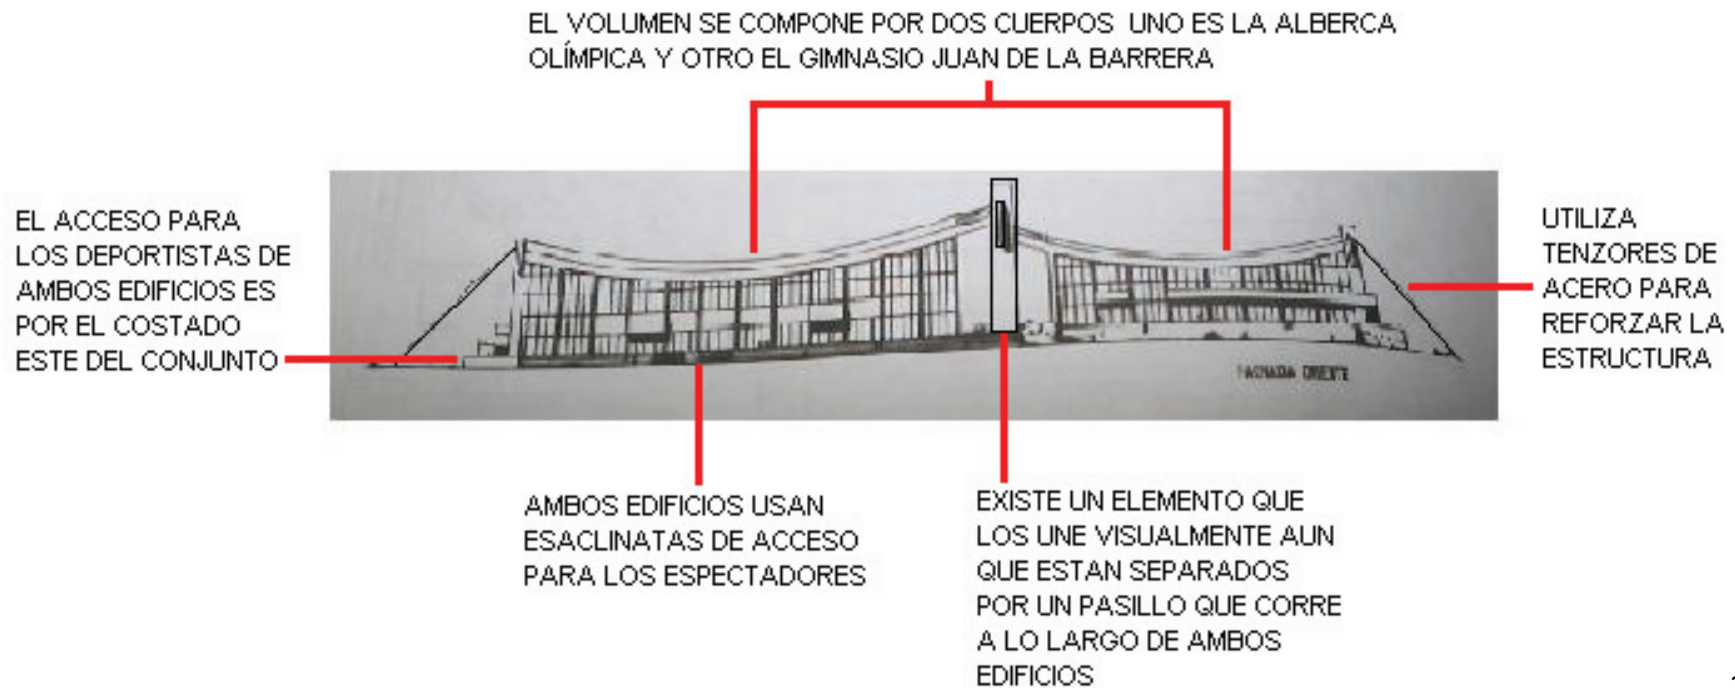 EL VOLUMEN SE COMPONE POR DOS CUERPOS UNO ES LA ALBERCA
OLÍMPICA Y OTRO EL GIMNASIO JUAN DE LA BARRERA
EL ACCESO PARA
LOS DEPORTISTAS DE
AMBOS EDIFICIOS ES
POR EL COSTADO
ESTE DEL CONJUNTO
UTILIZA
TENZORES DE
ACERO PARA
REFORZAR LA
ESTRUCTURA
FACHADA ORIENTE
AMBOS EDIFICIOS USAN
ESACLINATAS DE ACCESO
PARA LOS ESPECTADORES
EXISTE UN ELEMENTO QUE
LOS UNE VISUALMENTE AUN
QUE ESTAN SEPARADOS
POR UN PASILLO QUE CORRE
A LO LARGO DE AMBOS
EDIFICIOS